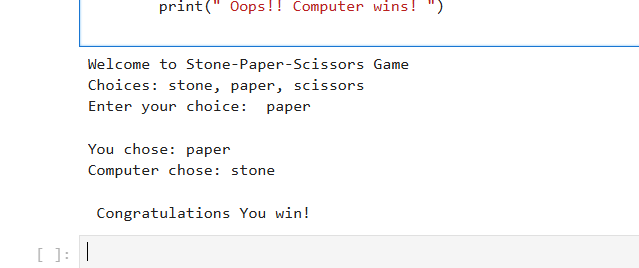 print(" Oops!! Computer wins! ")
Welcome to Stone-Paper-Scissors Game
Choices: stone, paper, scissors
Enter your choice:  paper
You chose: paper
Computer chose: stone
Congratulations You win!
[ ]: